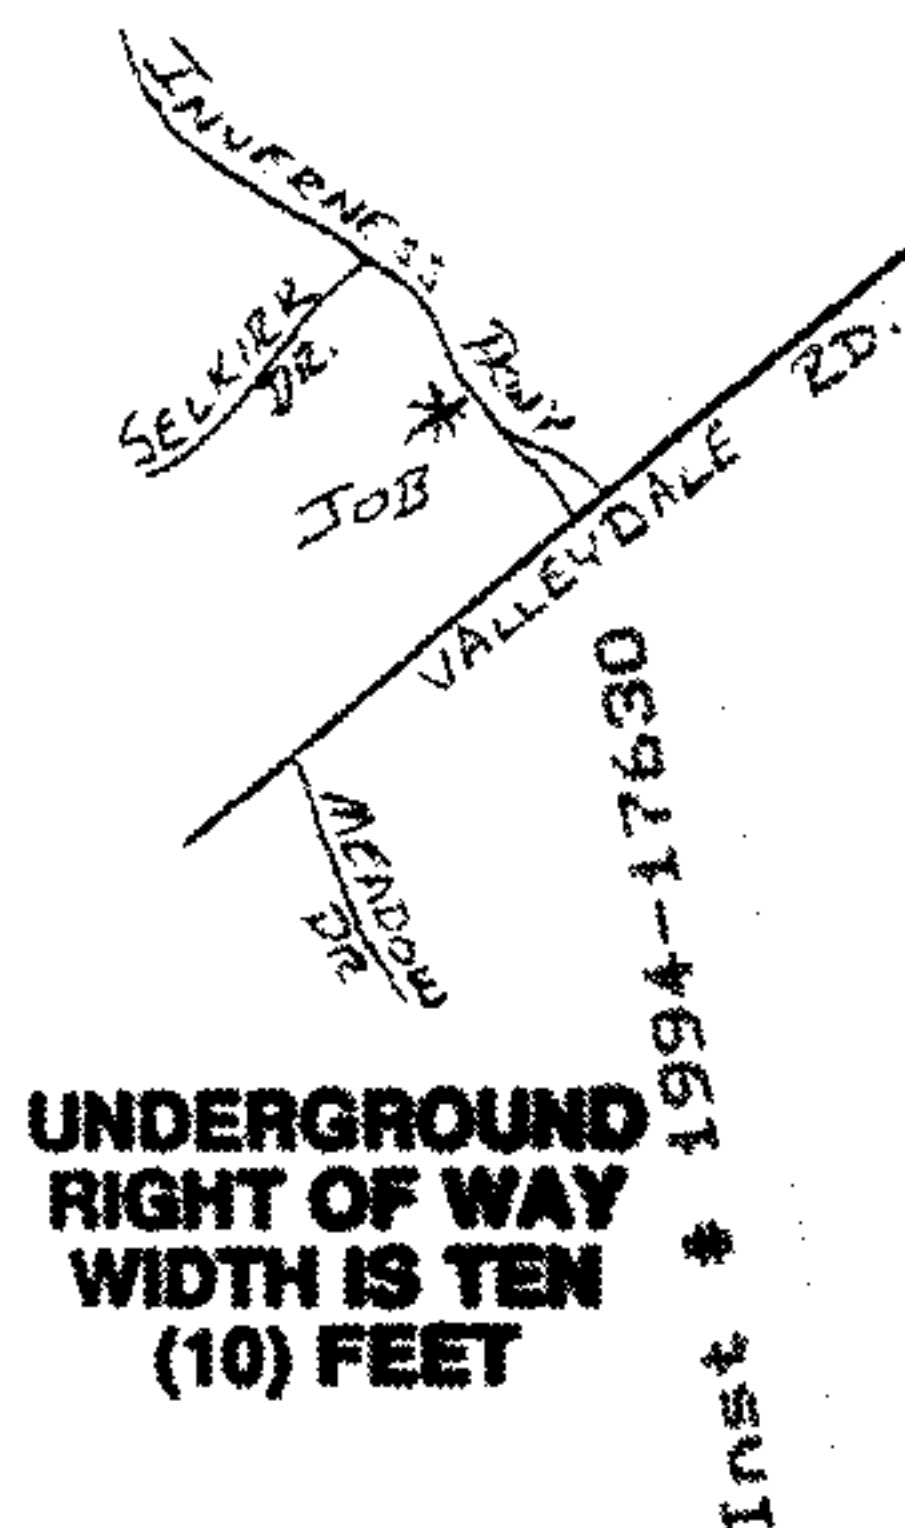 INVERNESS
PKWY
SELKIRK
DR.
JOB
VALLEYDALE
RD.
MEADOW
DR
UNDERGROUND
RIGHT OF WAY
WIDTH IS TEN
(10) FEET
Inst * 1994-17630